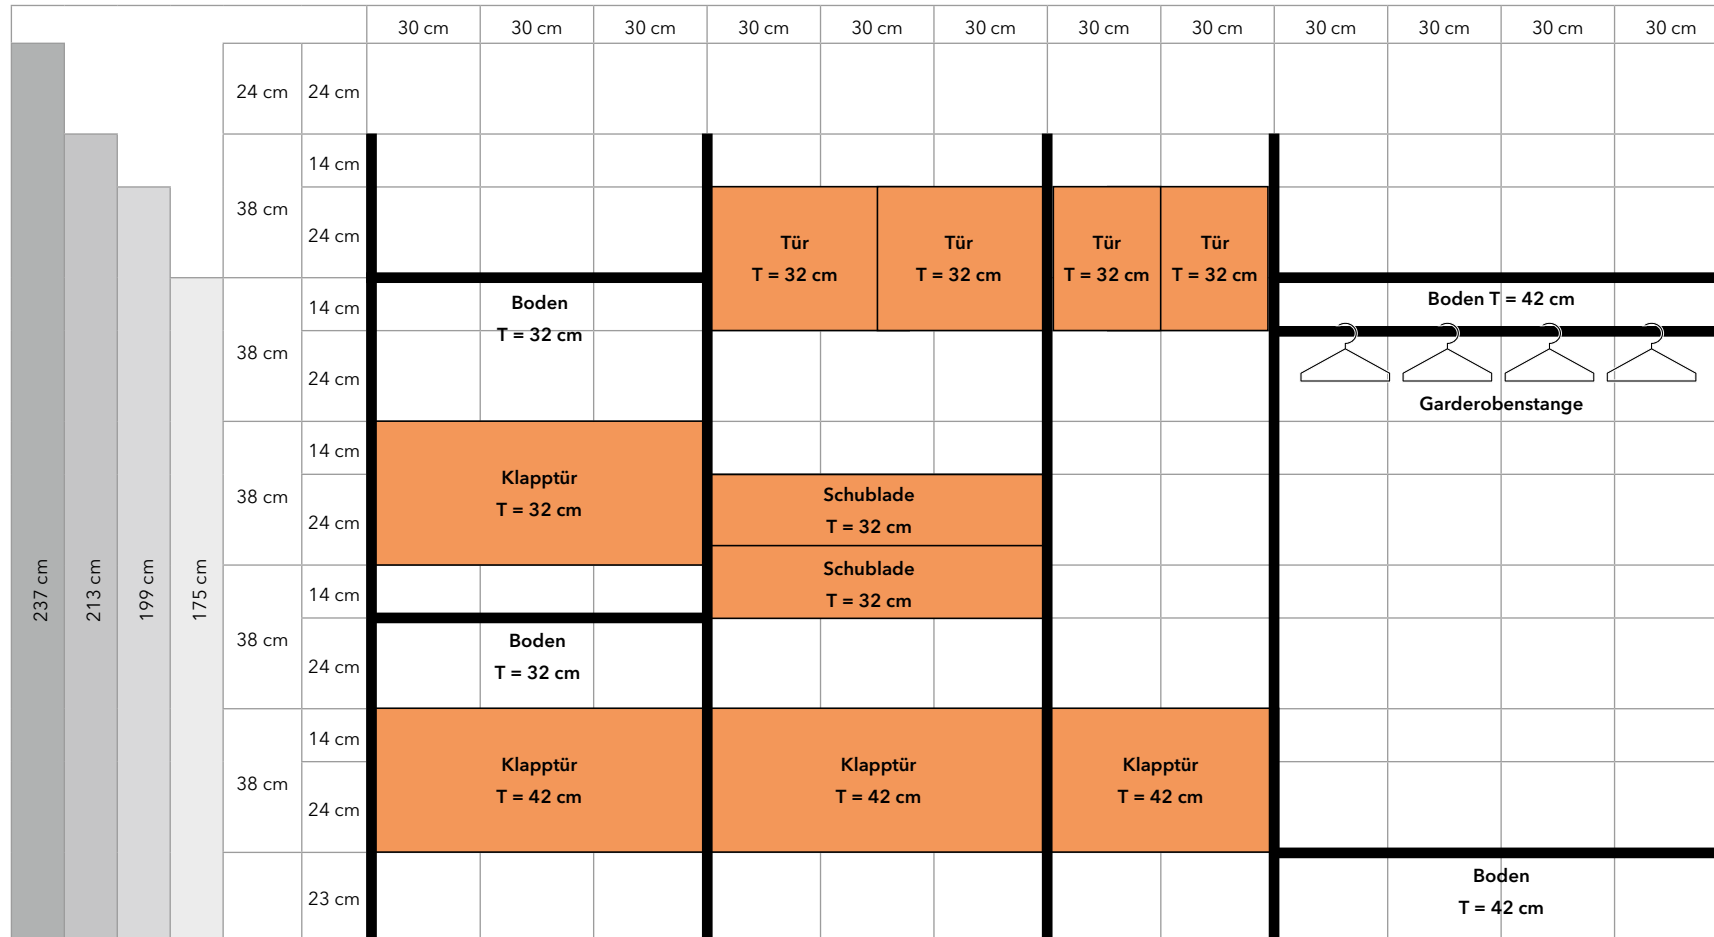 30 cm 30 cm 30 cm 30 cm 30 cm 30 cm 30 cm 30 cm 30 cm 30 cm 30 cm 30 cm
24 cm 24 cm
14 cm
38 cm
24 cm
14 cm
38 cm
24 cm
14 cm
38 cm
24 cm
14 cm
38 cm
24 cm
14 cm
38 cm
24 cm
23 cm
237 cm
213 cm
199 cm
175 cm
Boden
T = 32 cm
Klapptür
T = 32 cm
Boden
T = 32 cm
Klapptür
T = 42 cm
Tür
T = 32 cm
Tür
T = 32 cm
Schublade
T = 32 cm
Schublade
T = 32 cm
Klapptür
T = 42 cm
Tür
T = 32 cm
Tür
T = 32 cm
Klapptür
T = 42 cm
Boden T = 42 cm
Garderobenstange
Boden
T = 42 cm